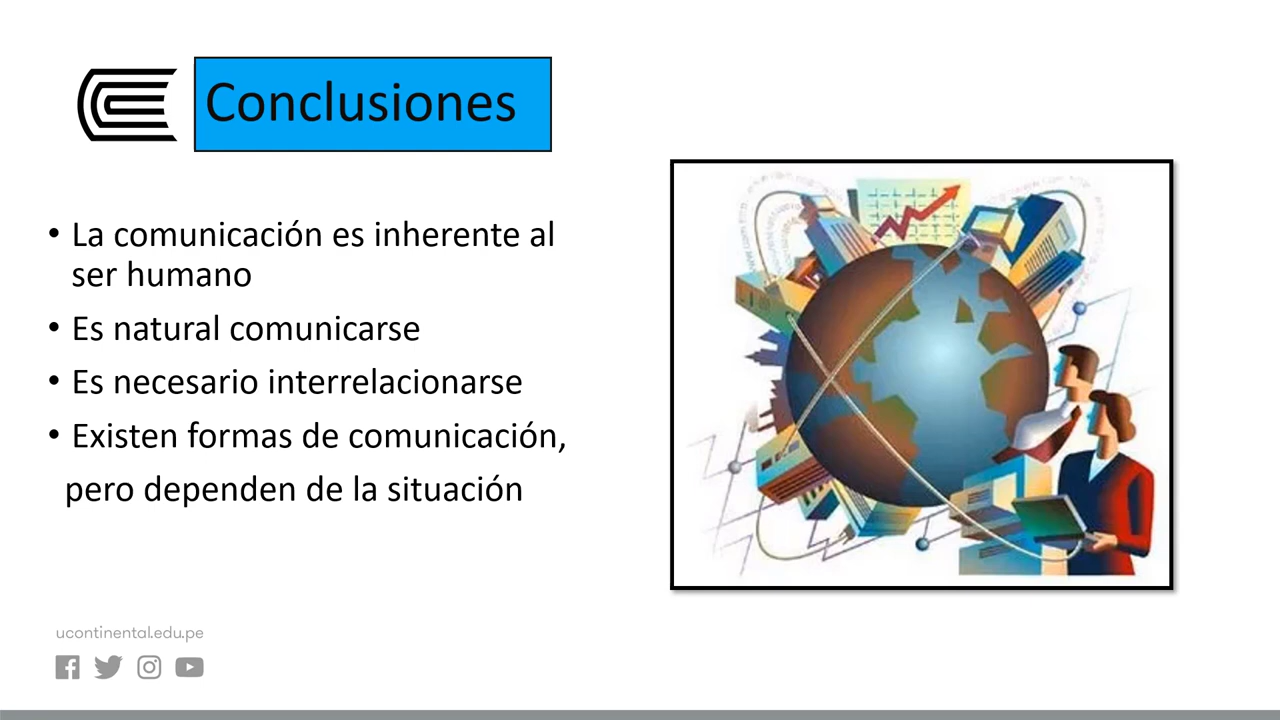 Conclusiones
• La comunicación es inherente al
ser humano
• Es natural comunicarse
• Es necesario interrelacionarse
• Existen formas de comunicación,
pero dependen de la situación
ucontinental.edu.pe